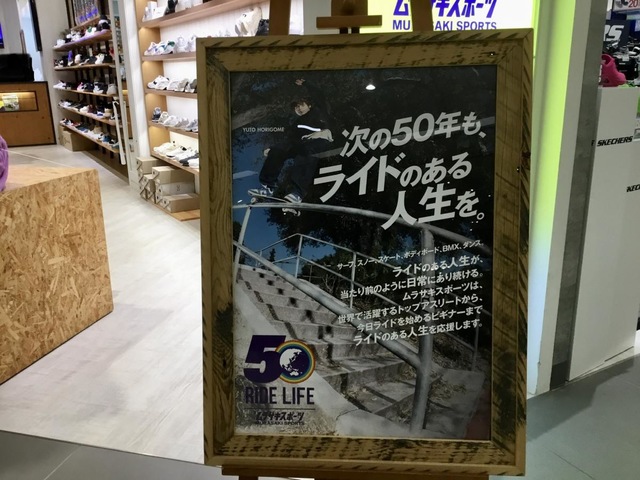 ムラサキスポーツ
MURASAKI SPORTS
SKECHERS
YUTO HORIGOME
次の50年も、
ライドのある
人生を。
サーフ、スノー、スケート、ボディボード、BMX、ダンス
ライドのある人生が、
当たり前のように日常にあり続ける。
ムラサキスポーツは、
世界で活躍するトップアスリートから、
今日ライドを始めるビギナーまで
ライドのある人生を応援します。
50
RIDE LIFE
ムラサキスポーツ
MURASAKI SPORTS